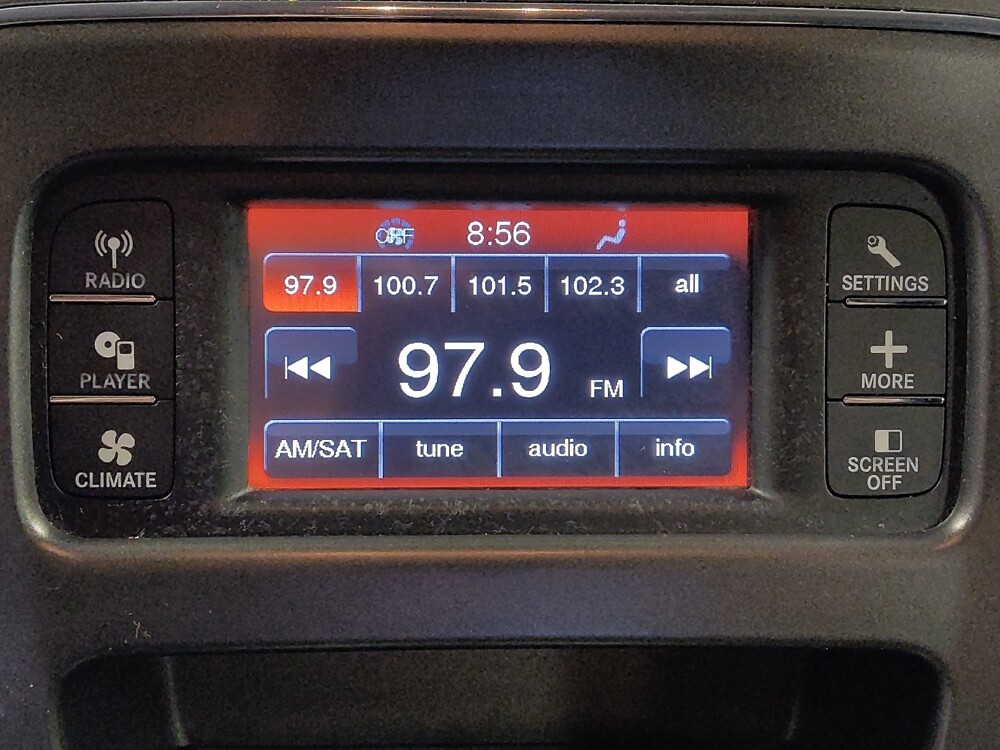 OFF 8:56
97.9 100.7 101.5 102.3 all
97.9 FM
AM/SAT tune audio info
RADIO
PLAYER
CLIMATE
SETTINGS
MORE
SCREEN
OFF